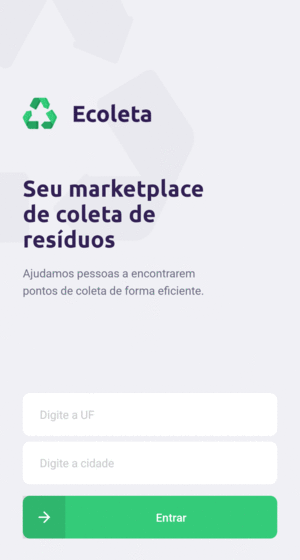 Ecoleta
Seu marketplace
de coleta de
resíduos
Ajudamos pessoas a encontrarem
pontos de coleta de forma eficiente.
Digite a UF
Digite a cidade
Entrar